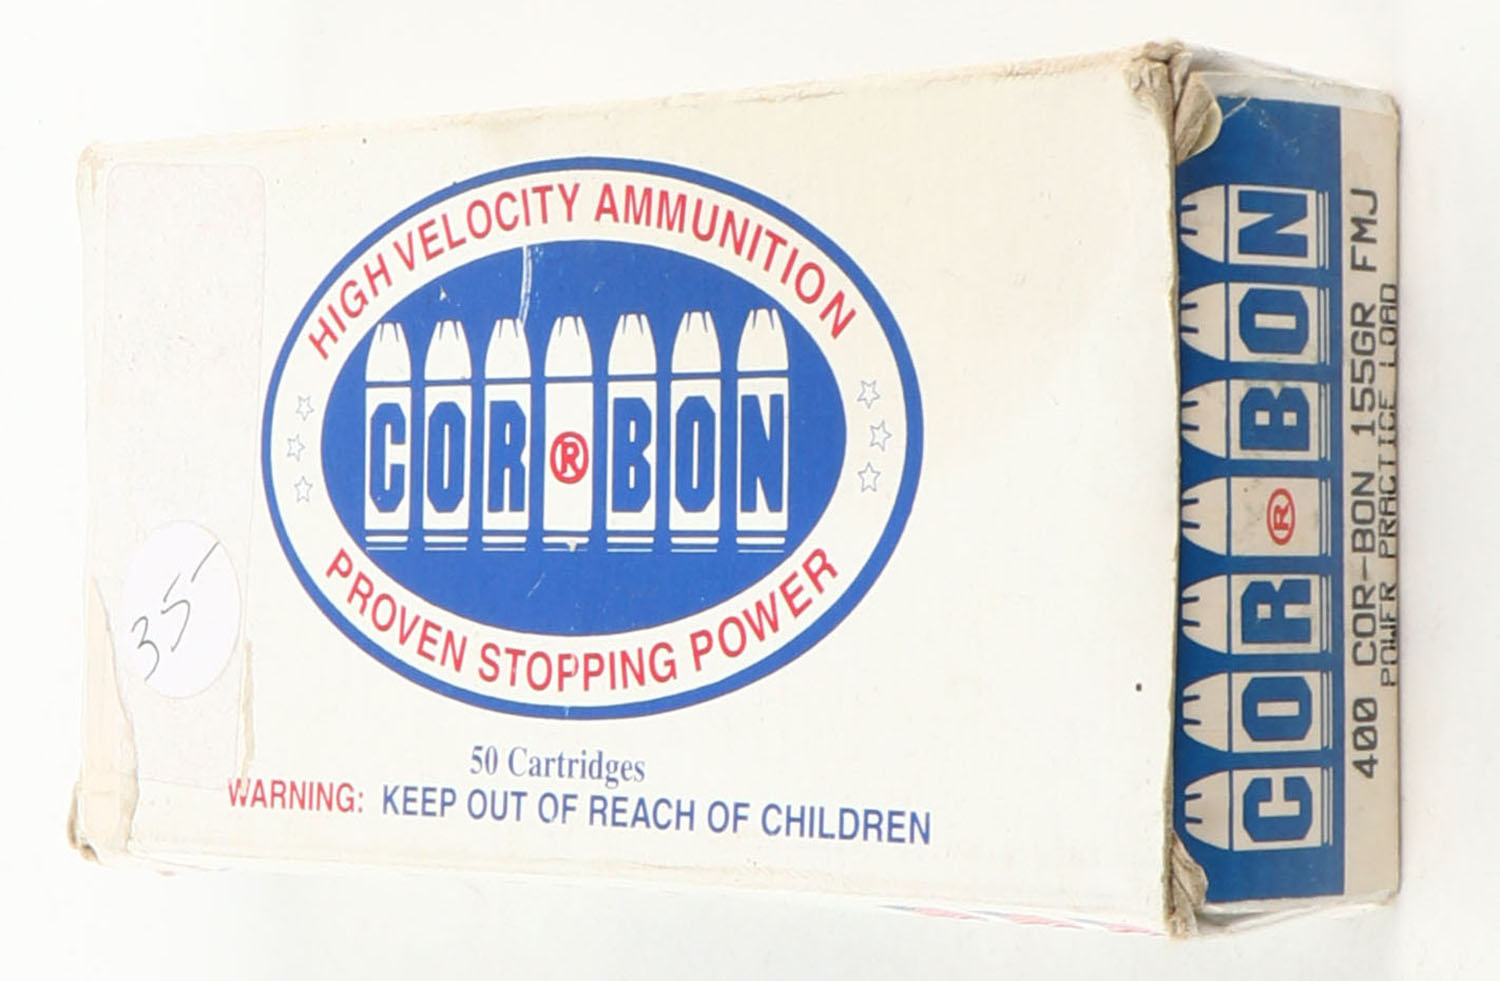 HIGH VELOCITY AMMUNITION
COR®BON
PROVEN STOPPING POWER
50 Cartridges
WARNING: KEEP OUT OF REACH OF CHILDREN
35-
COR®BON
400 COR-BON 155GR FMJ
POWER PRACTICE LOAD